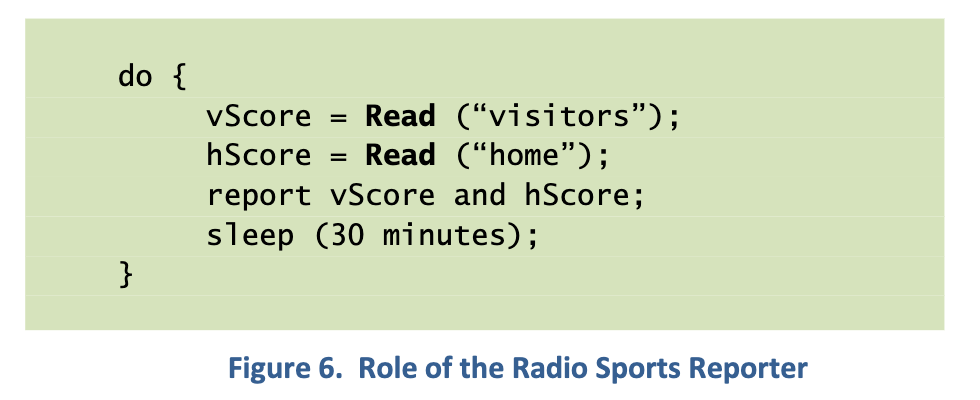 do {
vScore = Read (“visitors”);
hScore = Read (“home”);
report vScore and hScore;
sleep (30 minutes);
}
Figure 6. Role of the Radio Sports Reporter